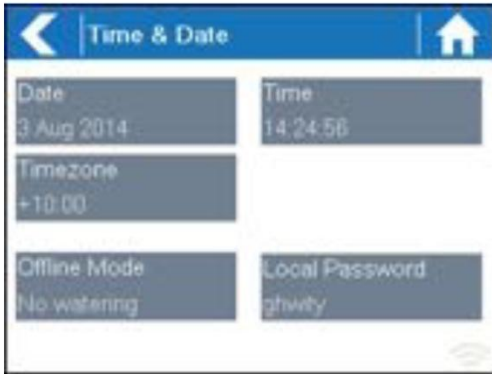 Time & Date
Date
3 Aug 2014
Time
14:24:56
Timezone
+10:00
Offline Mode
No watering
Local Password
ghwity